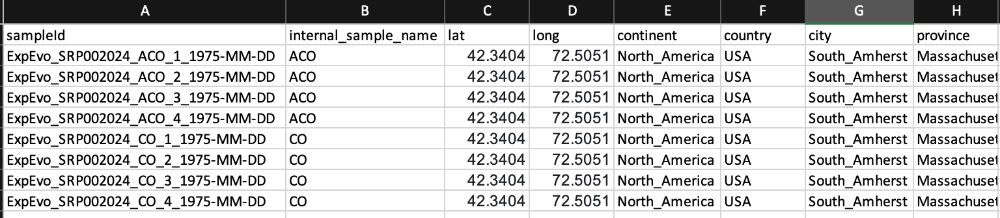 A B C D E F G H
sampleId internal_sample_name lat long continent country city province
ExpEvo_SRP002024_ACO_1_1975-MM-DD ACO 42.3404 72.5051 North_America USA South_Amherst Massachuset
ExpEvo_SRP002024_ACO_2_1975-MM-DD ACO 42.3404 72.5051 North_America USA South_Amherst Massachuset
ExpEvo_SRP002024_ACO_3_1975-MM-DD ACO 42.3404 72.5051 North_America USA South_Amherst Massachuset
ExpEvo_SRP002024_ACO_4_1975-MM-DD ACO 42.3404 72.5051 North_America USA South_Amherst Massachuset
ExpEvo_SRP002024_CO_1_1975-MM-DD CO 42.3404 72.5051 North_America USA South_Amherst Massachuset
ExpEvo_SRP002024_CO_2_1975-MM-DD CO 42.3404 72.5051 North_America USA South_Amherst Massachuset
ExpEvo_SRP002024_CO_3_1975-MM-DD CO 42.3404 72.5051 North_America USA South_Amherst Massachuset
ExpEvo_SRP002024_CO_4_1975-MM-DD CO 42.3404 72.5051 North_America USA South_Amherst Massachuset